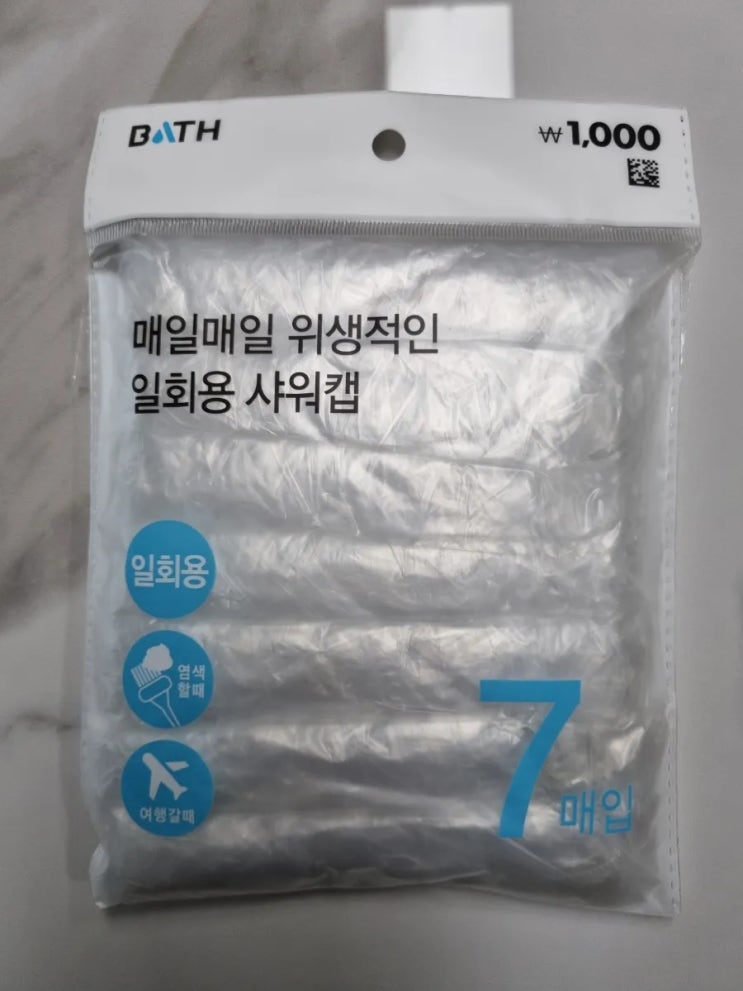 BATH
₩1,000
매일매일 위생적인
일회용 샤워캡
일회용
염색
할때
여행갈때
7매입